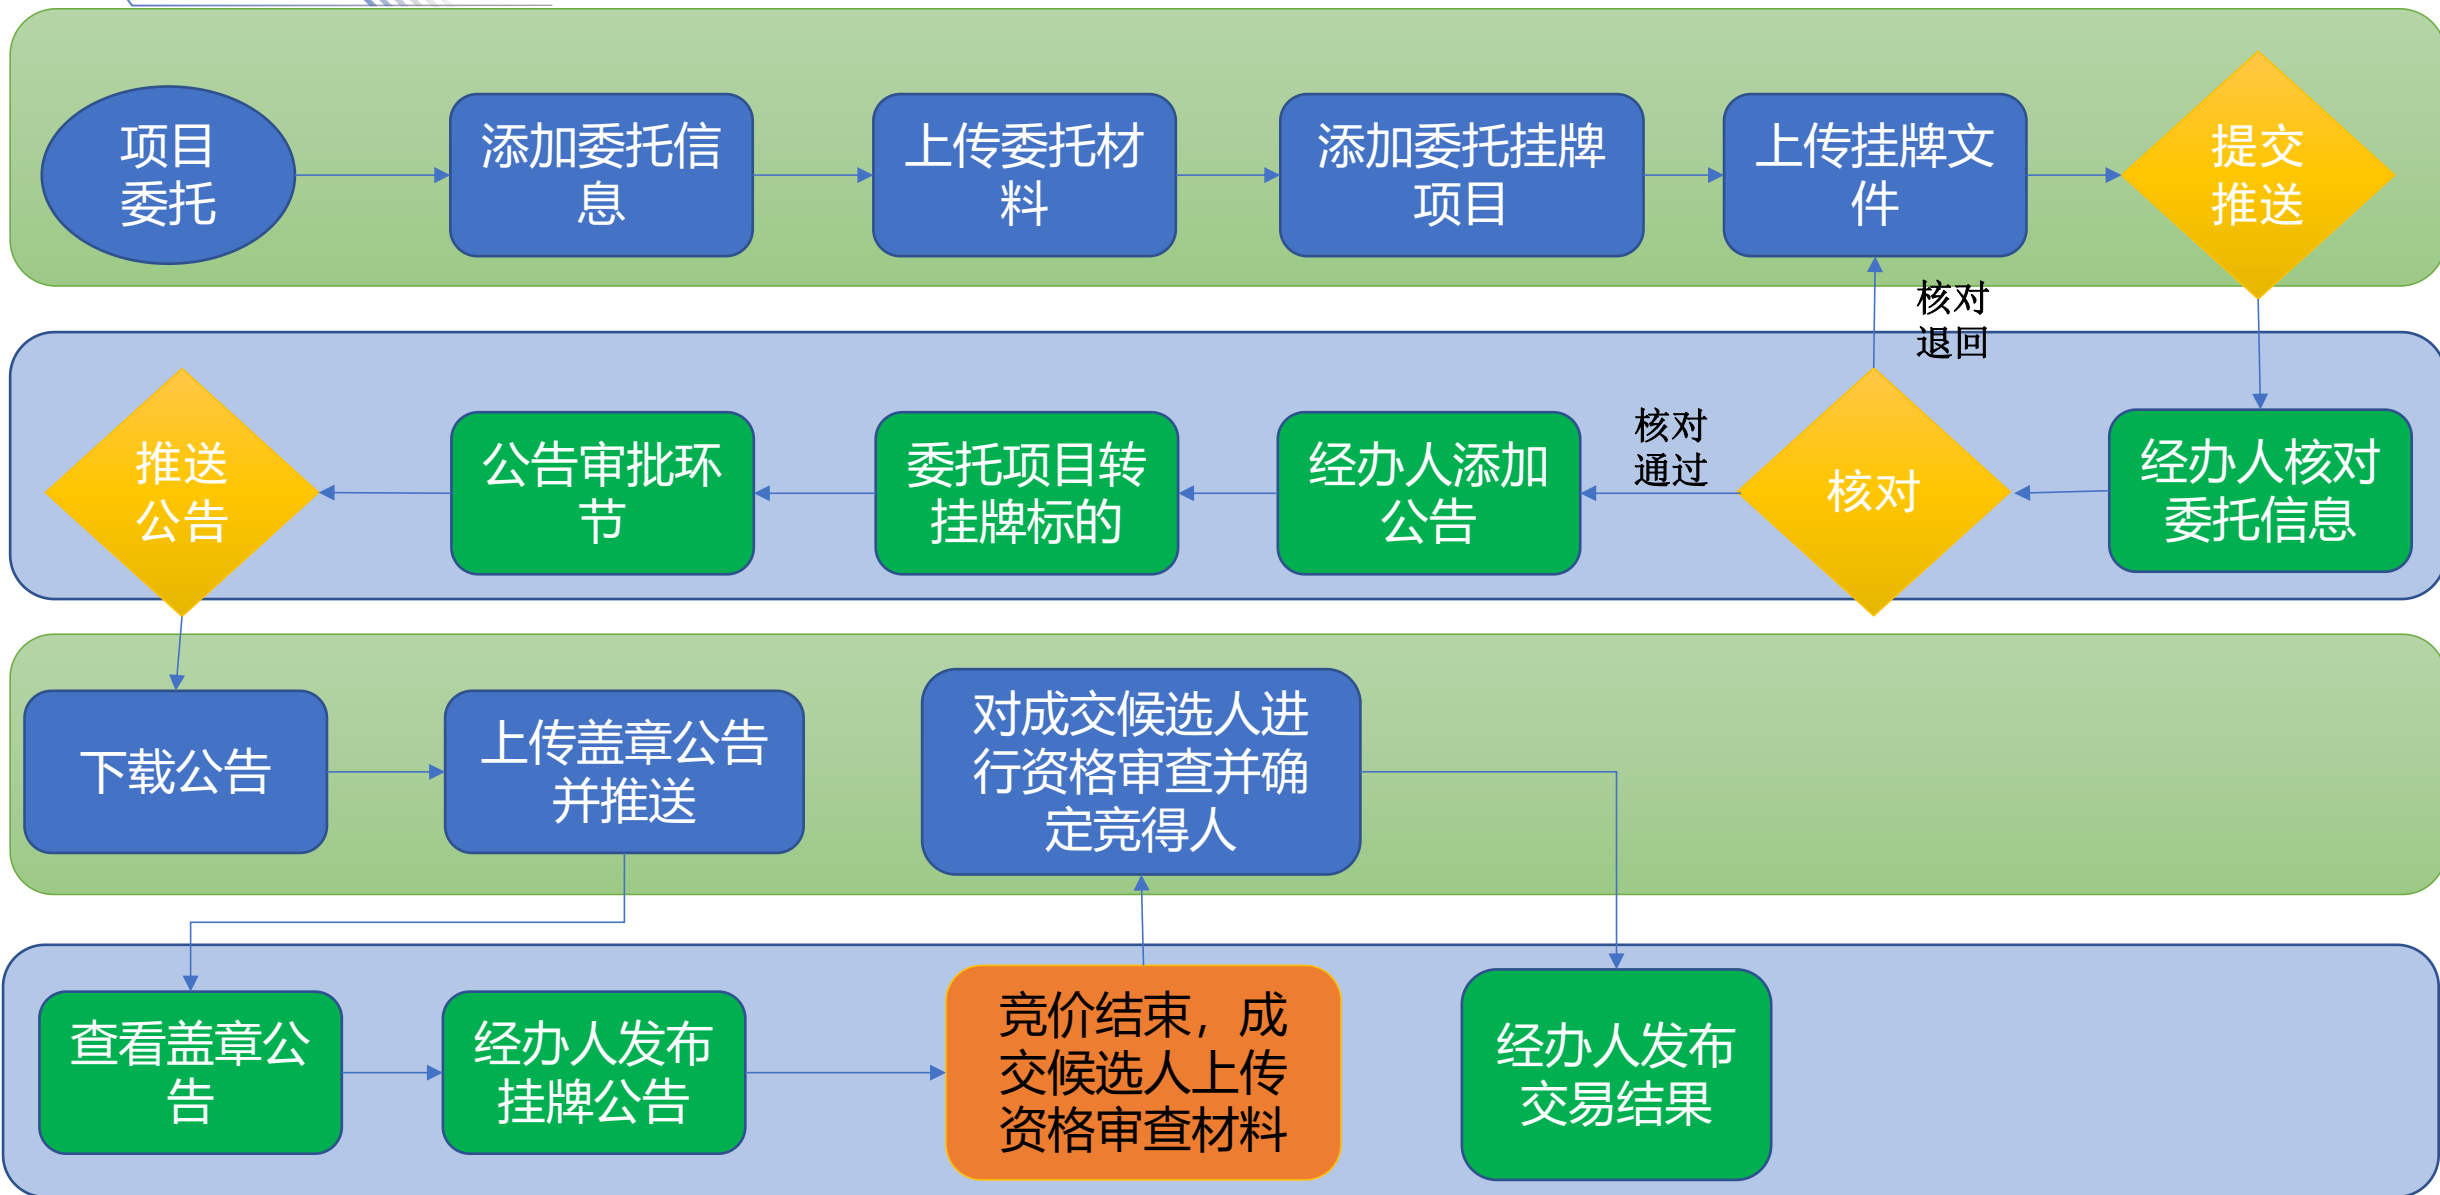 项目
委托
添加委托信
息
上传委托材
料
添加委托挂牌
项目
上传挂牌文
件
提交
推送
核对
退回
推送
公告
公告审批环
节
委托项目转
挂牌标的
经办人添加
公告
核对
通过
核对
经办人核对
委托信息
下载公告
上传盖章公告
并推送
对成交候选人进
行资格审查并确
定竞得人
查看盖章公
告
经办人发布
挂牌公告
竞价结束，成
交候选人上传
资格审查材料
经办人发布
交易结果